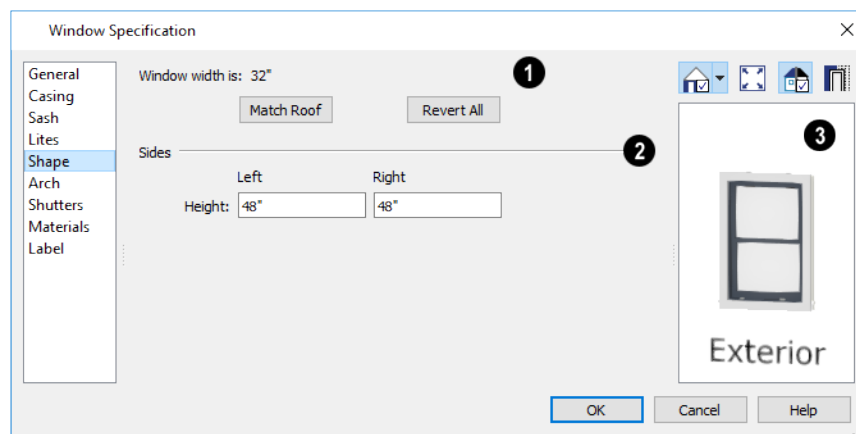 Window Specification
General
Casing
Sash
Lites
Shape
Arch
Shutters
Materials
Label
Window width is: 32"
1
Match Roof Revert All
Sides
2
Left Right
Height: 48" 48"
3
Exterior
OK Cancel Help